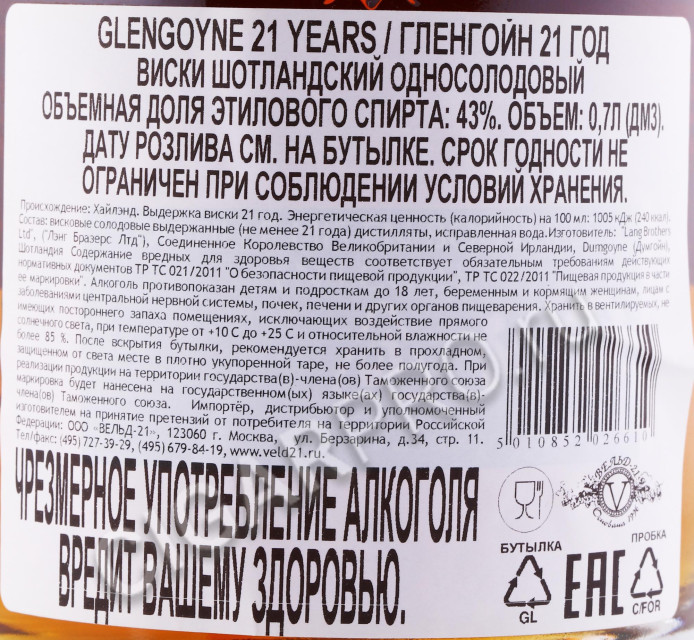 GLENGOYNE 21 YEARS / ГЛЕНГОЙН 21 ГОД
ВИСКИ ШОТЛАНДСКИЙ ОДНОСОЛОДОВЫЙ
ОБЪЕМНАЯ ДОЛЯ ЭТИЛОВОГО СПИРТА: 43%. ОБЪЕМ: 0,7Л (ДМ3).
ДАТУ РОЗЛИВА СМ. НА БУТЫЛКЕ. СРОК ГОДНОСТИ НЕ
ОГРАНИЧЕН ПРИ СОБЛЮДЕНИИ УСЛОВИЙ ХРАНЕНИЯ.
Происхождение: Хайлэнд. Выдержка виски 21 год. Энергетическая ценность (калорийность) на 100 мл: 1005 кДж (240 ккал).
Состав: висковые солодовые выдержанные (не менее 21 года) дистилляты, исправленная вода. Изготовитель: "Lang Brothers
Ltd", ("Лэнг Бразерс Лтд"), Соединенное Королевство Великобритании и Северной Ирландии, Dumgoyne (Думгойн),
Шотландия Содержание вредных для здоровья веществ соответствует обязательным требованиям действующих
нормативных документов ТР ТС 021/2011 "О безопасности пищевой продукции", ТР ТС 022/2011 "Пищевая продукция в части
ее маркировки". Алкоголь противопоказан детям и подросткам до 18 лет, беременным и кормящим женщинам, лицам с
заболеваниями центральной нервной системы, почек, печени и других органов пищеварения. Хранить в вентилируемых, не
имеющих постороннего запаха помещениях, исключающих воздействие прямого
солнечного света, при температуре от +10 С до +25 С и относительной влажности не
более 85 %. После вскрытия бутылки, рекомендуется хранить в прохладном,
защищенном от света месте в плотно укупоренной таре, не более полугода. При
реализации продукции на территории государства(в)-члена(ов) Таможенного союза
маркировка будет нанесена на государственном(ых) языке(ах) государства(в)-
члена(ов) Таможенного союза. Импортёр, дистрибьютор, уполномоченный
изготовителем на принятие претензий от потребителя на территории Российской
Федерации: ООО «ВЕЛЬД-21», 123060 г. Москва, ул. Берзарина, д.34, стр. 11.
Тел/факс: (495) 727-39-29, (495) 679-84-19, www.veld21.ru.
5 010852 026610
ЧРЕЗМЕРНОЕ УПОТРЕБЛЕНИЕ АЛКОГОЛЯ
ВРЕДИТ ВАШЕМУ ЗДОРОВЬЮ.
ВЕЛЬД-21
V
БУТЫЛКА
GL
EAC
ПРОБКА
C/FOR
CIGARPRO.ru